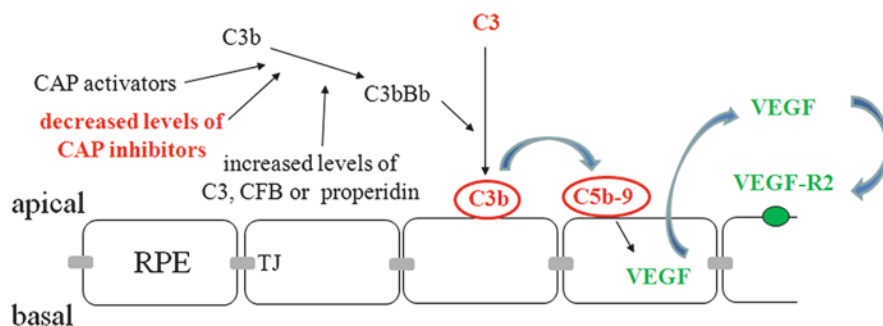 C3b
C3
CAP activators
C3bBb
VEGF
decreased levels of
CAP inhibitors
increased levels of
C3, CFB or properidin
VEGF-R2
apical
C3b
C5b-9
RPE
TJ
VEGF
basal